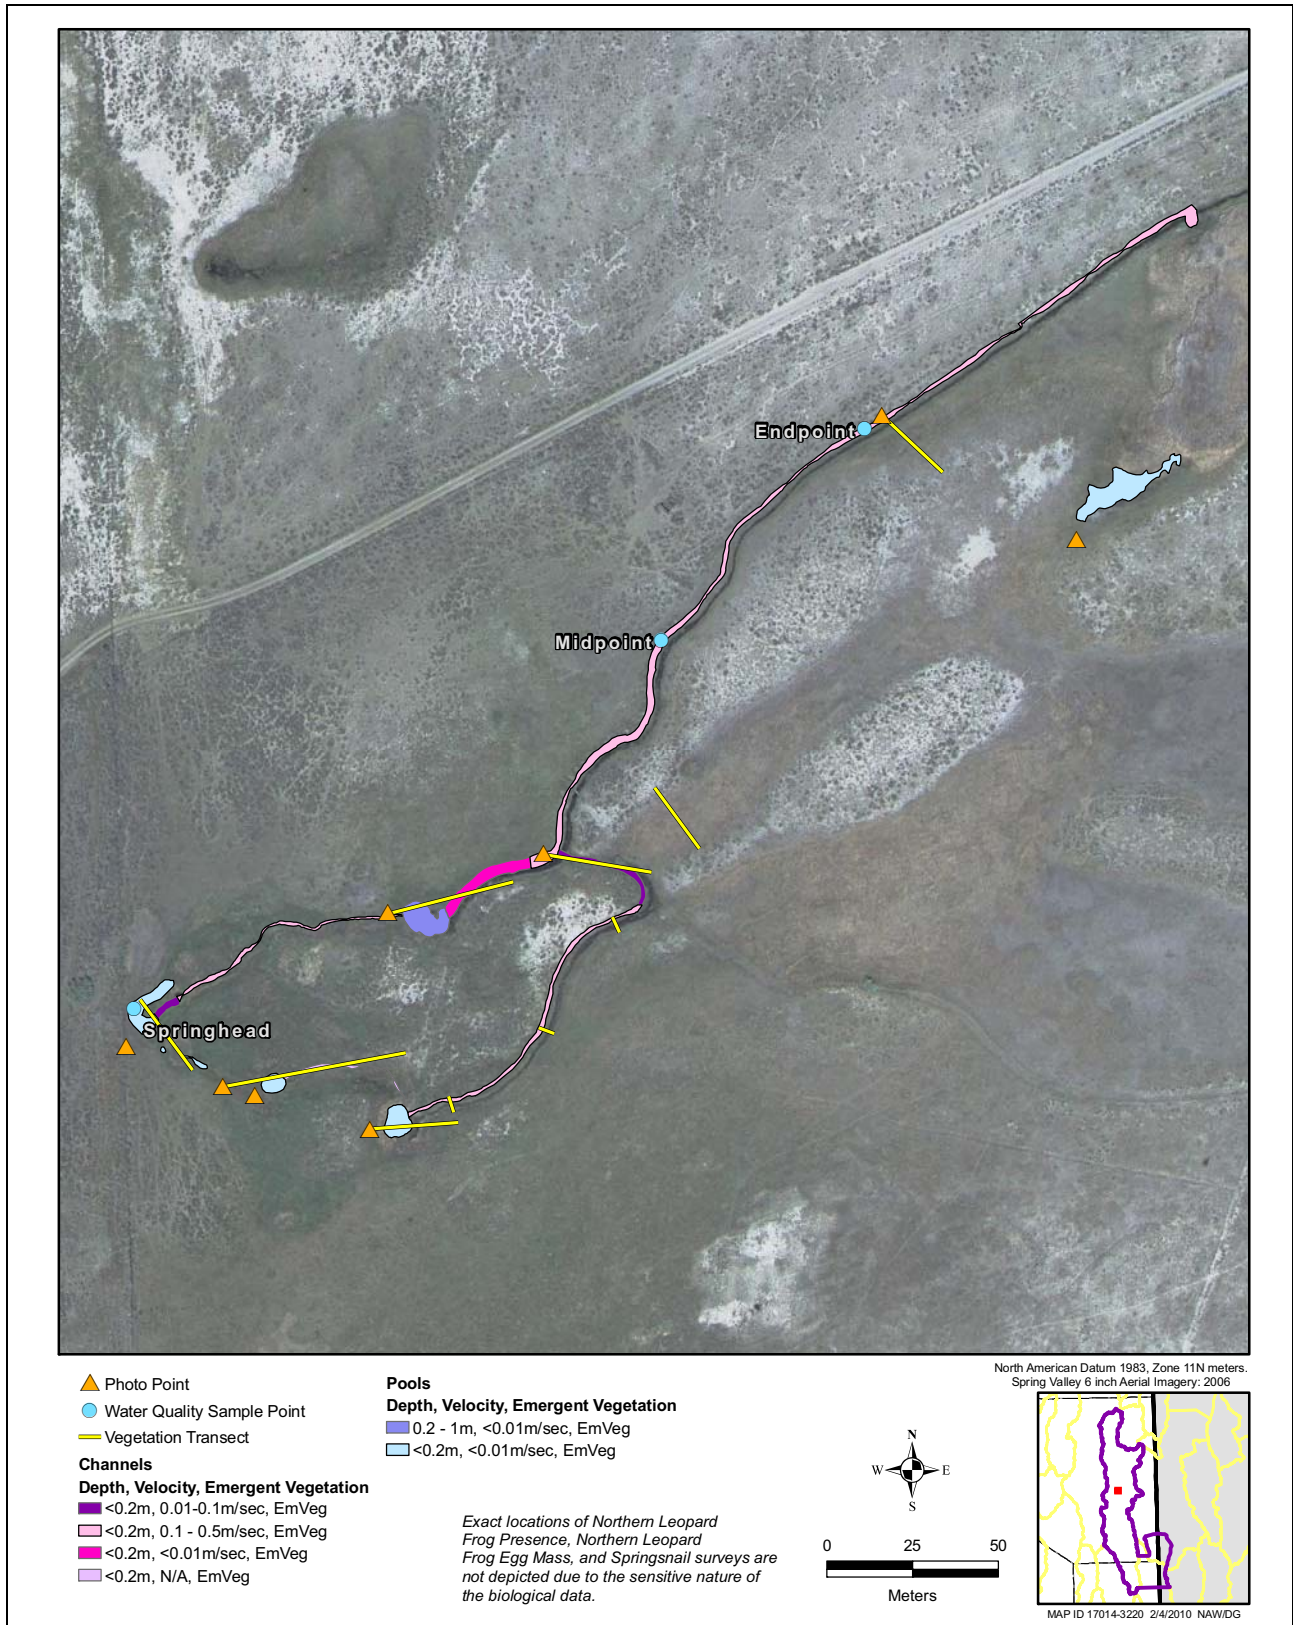 Endpoint
Midpoint
Springhead
Photo Point
Water Quality Sample Point
Vegetation Transect
Channels
Depth, Velocity, Emergent Vegetation
<0.2m, 0.01-0.1m/sec, EmVeg
<0.2m, 0.1 - 0.5m/sec, EmVeg
<0.2m, <0.01m/sec, EmVeg
<0.2m, N/A, EmVeg
Pools
Depth, Velocity, Emergent Vegetation
0.2 - 1m, <0.01m/sec, EmVeg
<0.2m, <0.01m/sec, EmVeg
Exact locations of Northern Leopard
Frog Presence, Northern Leopard
Frog Egg Mass, and Springsnail surveys are
not depicted due to the sensitive nature of
the biological data.
N
W E
S
0 25 50
Meters
North American Datum 1983, Zone 11N meters.
Spring Valley 6 inch Aerial Imagery: 2006
MAP ID 17014-3220 2/4/2010 NAW/DG